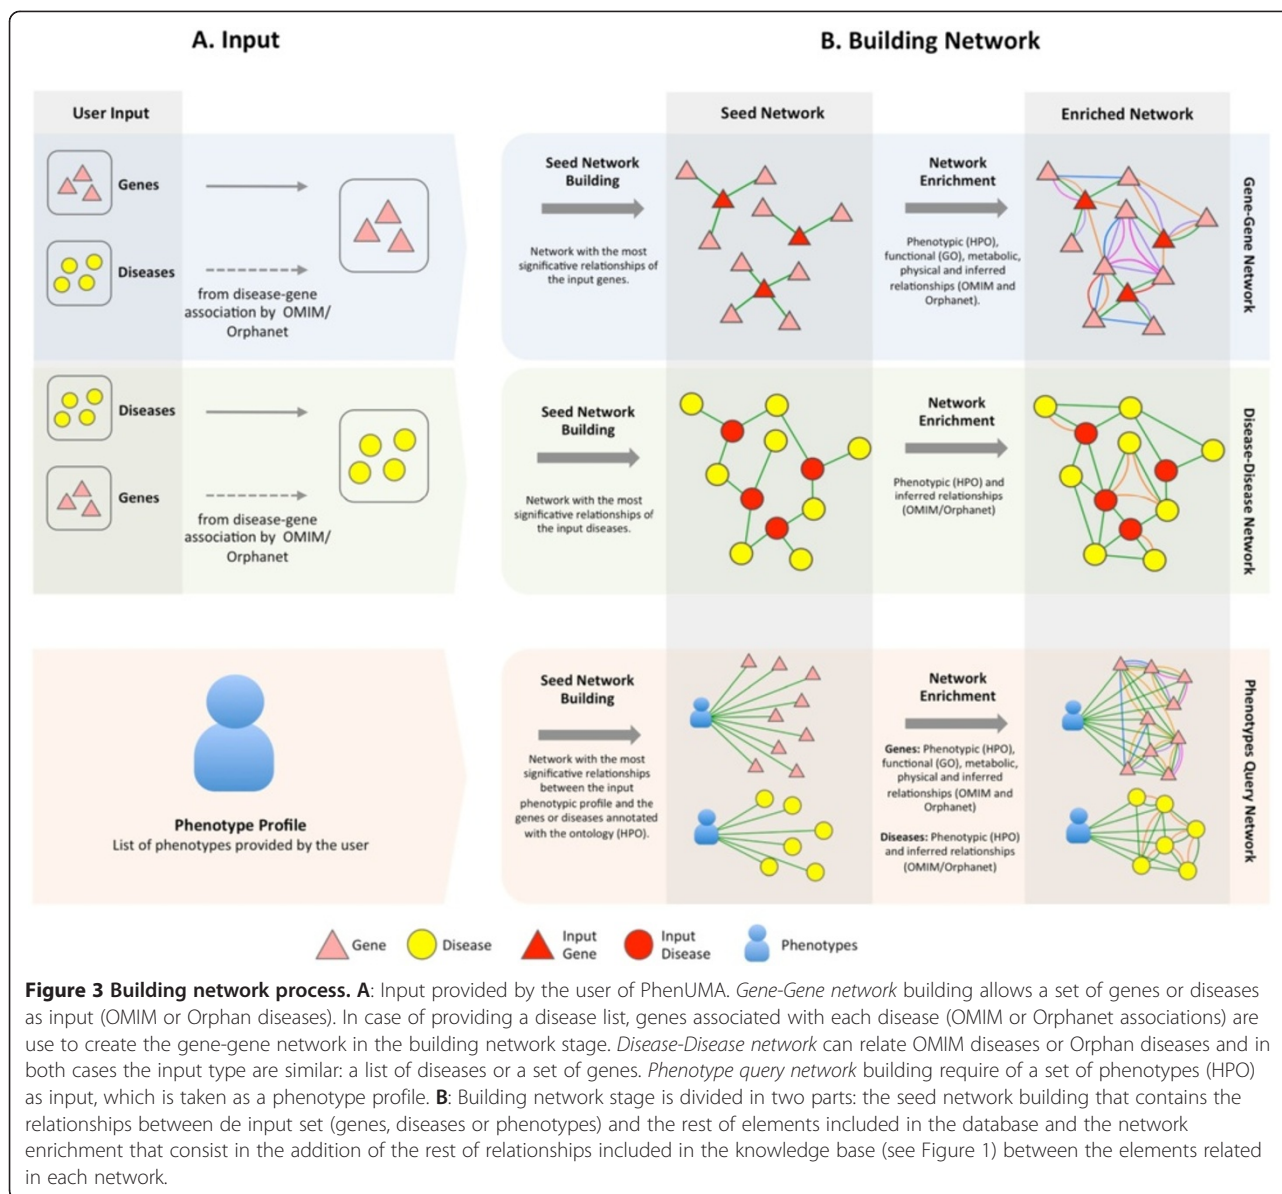 A. Input
B. Building Network
User Input
Seed Network
Enriched Network
Genes
Diseases
from disease-gene
association by OMIM/
Orphanet
Seed Network
Building
Network with the most
significative relationships of
the input genes.
Network
Enrichment
Phenotypic (HPO),
functional (GO), metabolic,
physical and inferred
relationships (OMIM and
Orphanet).
Gene-Gene Network
Diseases
Genes
from disease-gene
association by OMIM/
Orphanet
Seed Network
Building
Network with the most
significative relationships of
the input diseases.
Network
Enrichment
Phenotypic (HPO) and
inferred relationships
(OMIM/Orphanet)
Disease-Disease Network
Phenotype Profile
List of phenotypes provided by the user
Seed Network
Building
Network with the most
significative relationships
between the input
phenotypic profile and the
genes or diseases annotated
with the ontology (HPO).
Network
Enrichment
Genes: Phenotypic (HPO),
functional (GO), metabolic,
physical and inferred
relationships (OMIM and
Orphanet)
Diseases: Phenotypic (HPO)
and inferred relationships
(OMIM/Orphanet)
Phenotypes Query Network
Gene
Disease
Input
Gene
Input
Disease
Phenotypes
Figure 3 Building network process. A: Input provided by the user of PhenUMA. Gene-Gene network building allows a set of genes or diseases
as input (OMIM or Orphan diseases). In case of providing a disease list, genes associated with each disease (OMIM or Orphanet associations) are
use to create the gene-gene network in the building network stage. Disease-Disease network can relate OMIM diseases or Orphan diseases and in
both cases the input type are similar: a list of diseases or a set of genes. Phenotype query network building require of a set of phenotypes (HPO)
as input, which is taken as a phenotype profile. B: Building network stage is divided in two parts: the seed network building that contains the
relationships between de input set (genes, diseases or phenotypes) and the rest of elements included in the database and the network
enrichment that consist in the addition of the rest of relationships included in the knowledge base (see Figure 1) between the elements related
in each network.